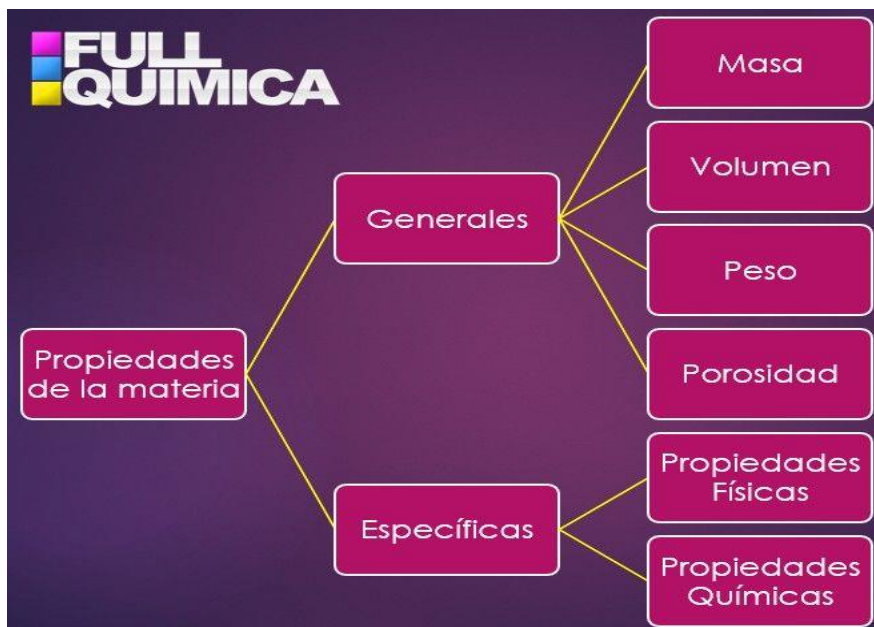 FULL
QUIMICA
Masa
Volumen
Generales
Peso
Propiedades
de la materia
Porosidad
Propiedades
Físicas
Específicas
Propiedades
Químicas